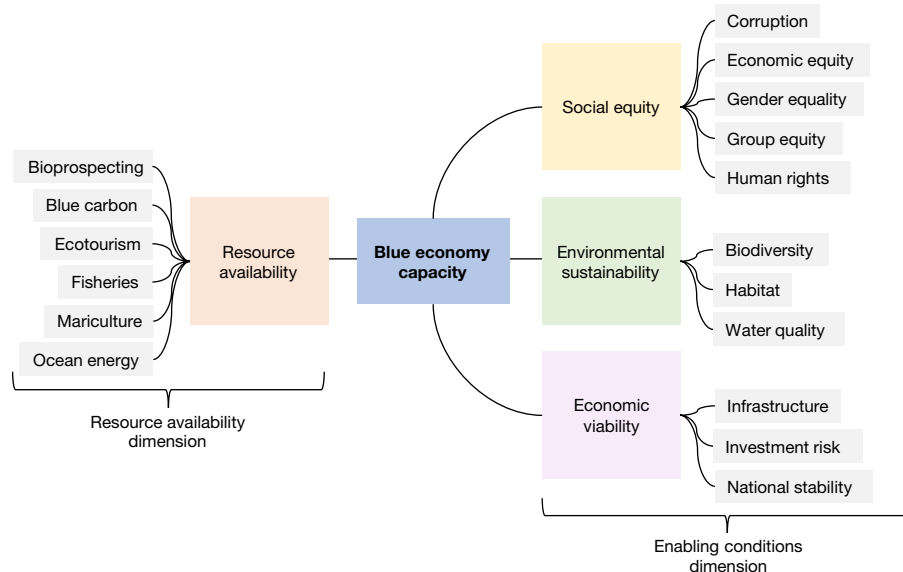 Bioprospecting
Blue carbon
Ecotourism
Fisheries
Mariculture
Ocean energy
Resource
availability
Resource availability
dimension
Blue economy
capacity
Social equity
Corruption
Economic equity
Gender equality
Group equity
Human rights
Environmental
sustainability
Biodiversity
Habitat
Water quality
Economic
viability
Infrastructure
Investment risk
National stability
Enabling conditions
dimension